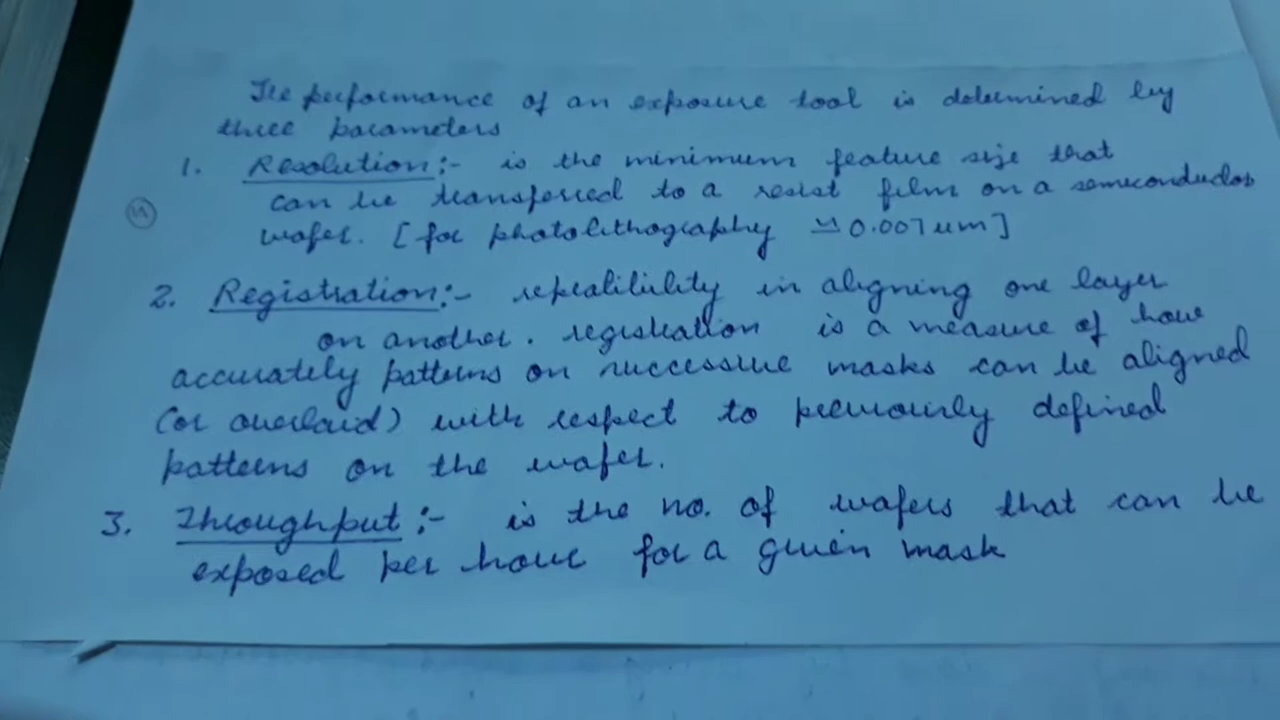 The performance of an exposure tool is determined by
three parameters
1. Resolution:- is the minimum feature size that
can be transferred to a resist film on a semiconductor
wafer. [for photolithography ≃0.007um]
2. Registration:- repeatibility in aligning one layer
on another. registration is a measure of how
accurately patterns on successive masks can be aligned
(or overlaid) with respect to previously defined
patterns on the wafer.
3. Throughput:- is the no. of wafers that can be
exposed per hour for a given mask